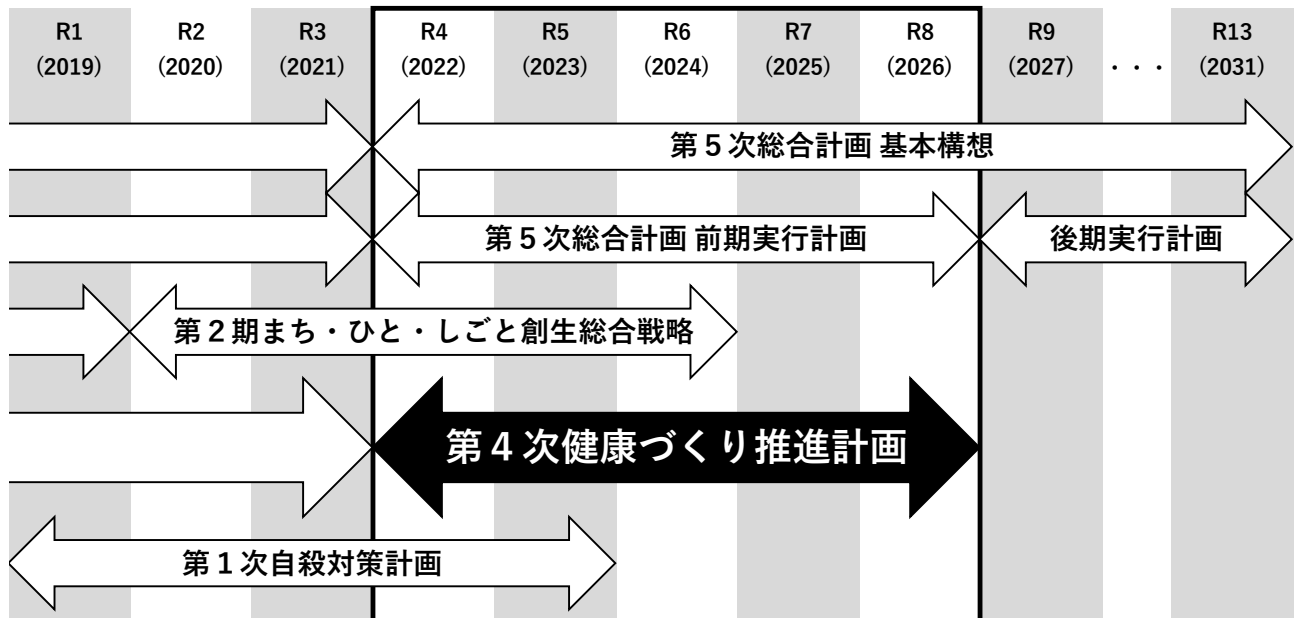 R1 R2 R3 R4 R5 R6 R7 R8 R9 R13
(2019) (2020) (2021) (2022) (2023) (2024) (2025) (2026) (2027) ・・・ (2031)
第５次総合計画 基本構想
第５次総合計画 前期実行計画 後期実行計画
第２期まち・ひと・しごと創生総合戦略
第４次健康づくり推進計画
第１次自殺対策計画